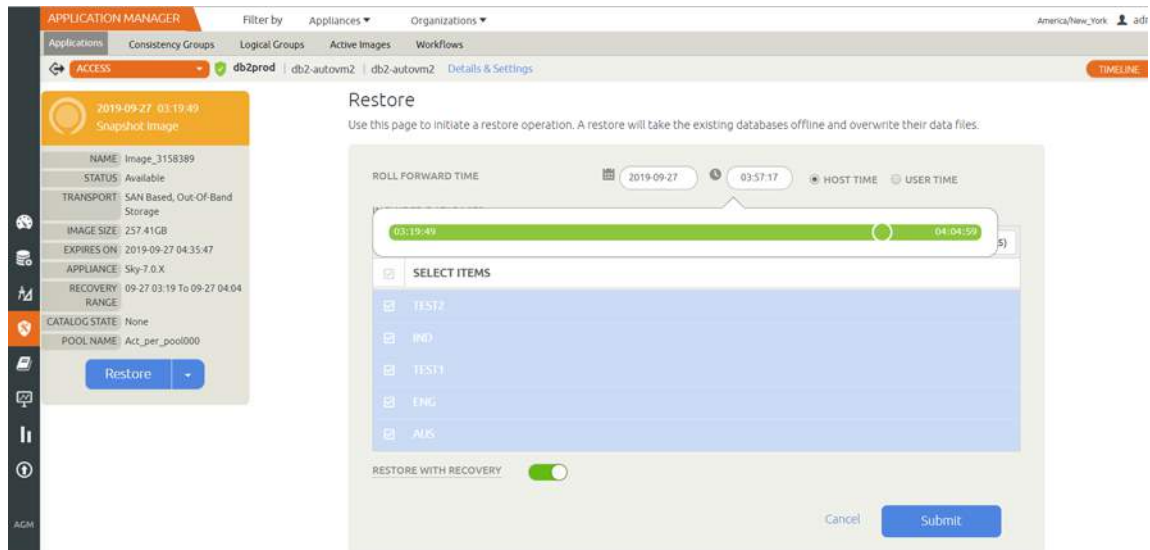 APPLICATION MANAGER Filter by Appliances Organizations America/New_York adr
Applications Consistency Groups Logical Groups Active Images Workflows
ACCESS db2prod db2-autovm2 db2-autovm2 Details & Settings TIMELINE
2019-09-27 03:19:49
Snapshot Image
NAME Image_3158389
STATUS Available
TRANSPORT SAN Based, Out-Of-Band
Storage
IMAGE SIZE 257.41GB
EXPIRES ON 2019-09-27 04:35:47
APPLIANCE Sky-7.0.X
RECOVERY RANGE 09-27 03:19 To 09-27 04:04
CATALOG STATE None
POOL NAME Act_per_pool000
Restore
AGM
Restore
Use this page to initiate a restore operation. A restore will take the existing databases offline and overwrite their data files.
ROLL FORWARD TIME 2019-09-27 03:57:17 HOST TIME USER TIME
03:19:49 04:04:59
SELECT ITEMS
TEST2
IND
TEST1
ENG
AUS
RESTORE WITH RECOVERY
Cancel Submit